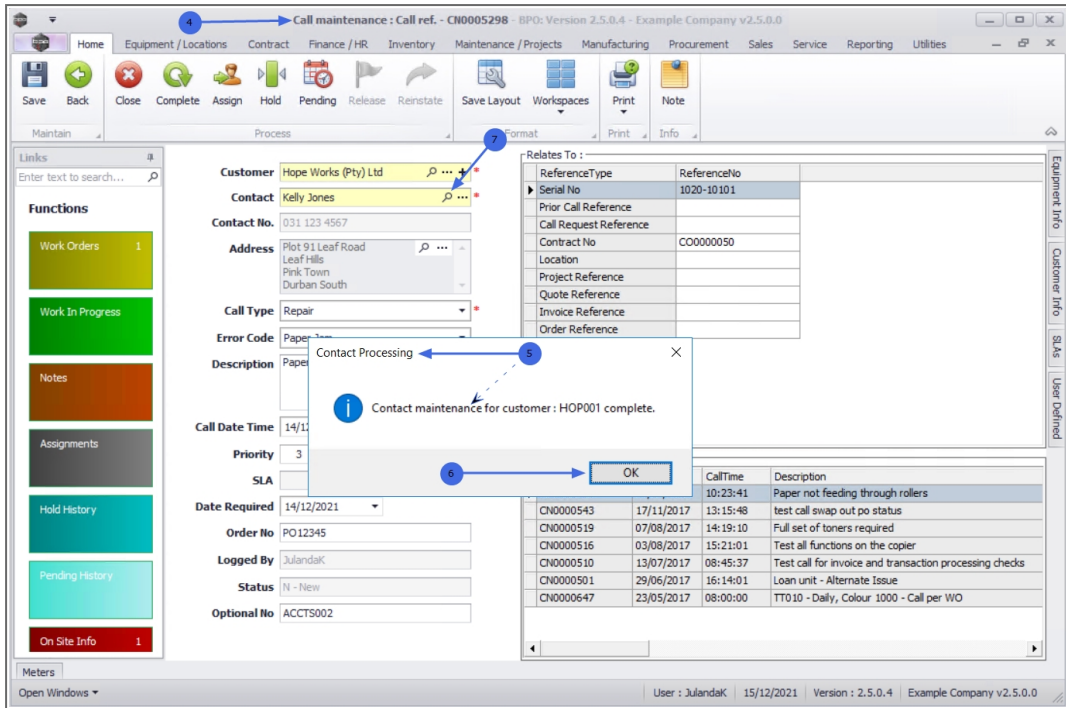 4
Call maintenance : Call ref. - CN0005298 - BPO: Version 2.5.0.4 - Example Company v2.5.0.0
Home Equipment / Locations Contract Finance / HR Inventory Maintenance / Projects Manufacturing Procurement Sales Service Reporting Utilities
Save Back Close Complete Assign Hold Pending Release Reinstate Save Layout Workspaces Print Note
Maintain Process Format Print Info
7
Links
Enter text to search...
Functions
Work Orders 1
Work In Progress
Notes
Assignments
Hold History
Pending History
On Site Info 1
Customer Hope Works (Pty) Ltd *
Contact Kelly Jones *
Contact No. 031 123 4567
Address Plot 91 Leaf Road
Leaf Hills
Pink Town
Durban South
Call Type Repair *
Error Code Paper Jam
Description Paper
Call Date Time 14/12
Priority 3
SLA
Date Required 14/12/2021
Order No PO12345
Logged By JulandaK
Status N - New
Optional No ACCTS002
Relates To :
ReferenceType ReferenceNo
Serial No 1020-10101
Prior Call Reference
Call Request Reference
Contract No CO0000050
Location
Project Reference
Quote Reference
Invoice Reference
Order Reference
Contact Processing
5
i
Contact maintenance for customer : HOP001 complete.
6
OK
CallTime Description
10:23:41 Paper not feeding through rollers
CN0000543 17/11/2017 13:15:48 test call swap out po status
CN0000519 07/08/2017 14:19:10 Full set of toners required
CN0000516 03/08/2017 15:21:01 Test all functions on the copier
CN0000510 13/07/2017 08:45:37 Test call for invoice and transaction processing checks
CN0000501 29/06/2017 16:14:01 Loan unit - Alternate Issue
CN0000647 23/05/2017 08:00:00 TT010 - Daily, Colour 1000 - Call per WO
Equipment Info
Customer Info
SLAs
User Defined
Meters
Open Windows
User : JulandaK 15/12/2021 Version : 2.5.0.4 Example Company v2.5.0.0